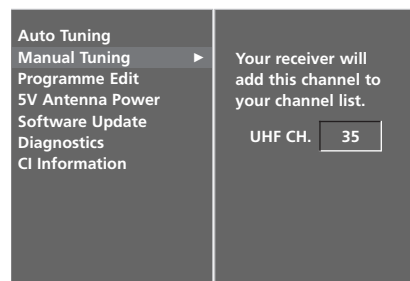 Auto Tuning
Manual Tuning ►
Programme Edit
5V Antenna Power
Software Update
Diagnostics
CI Information
Your receiver will
add this channel to
your channel list.
UHF CH. 35